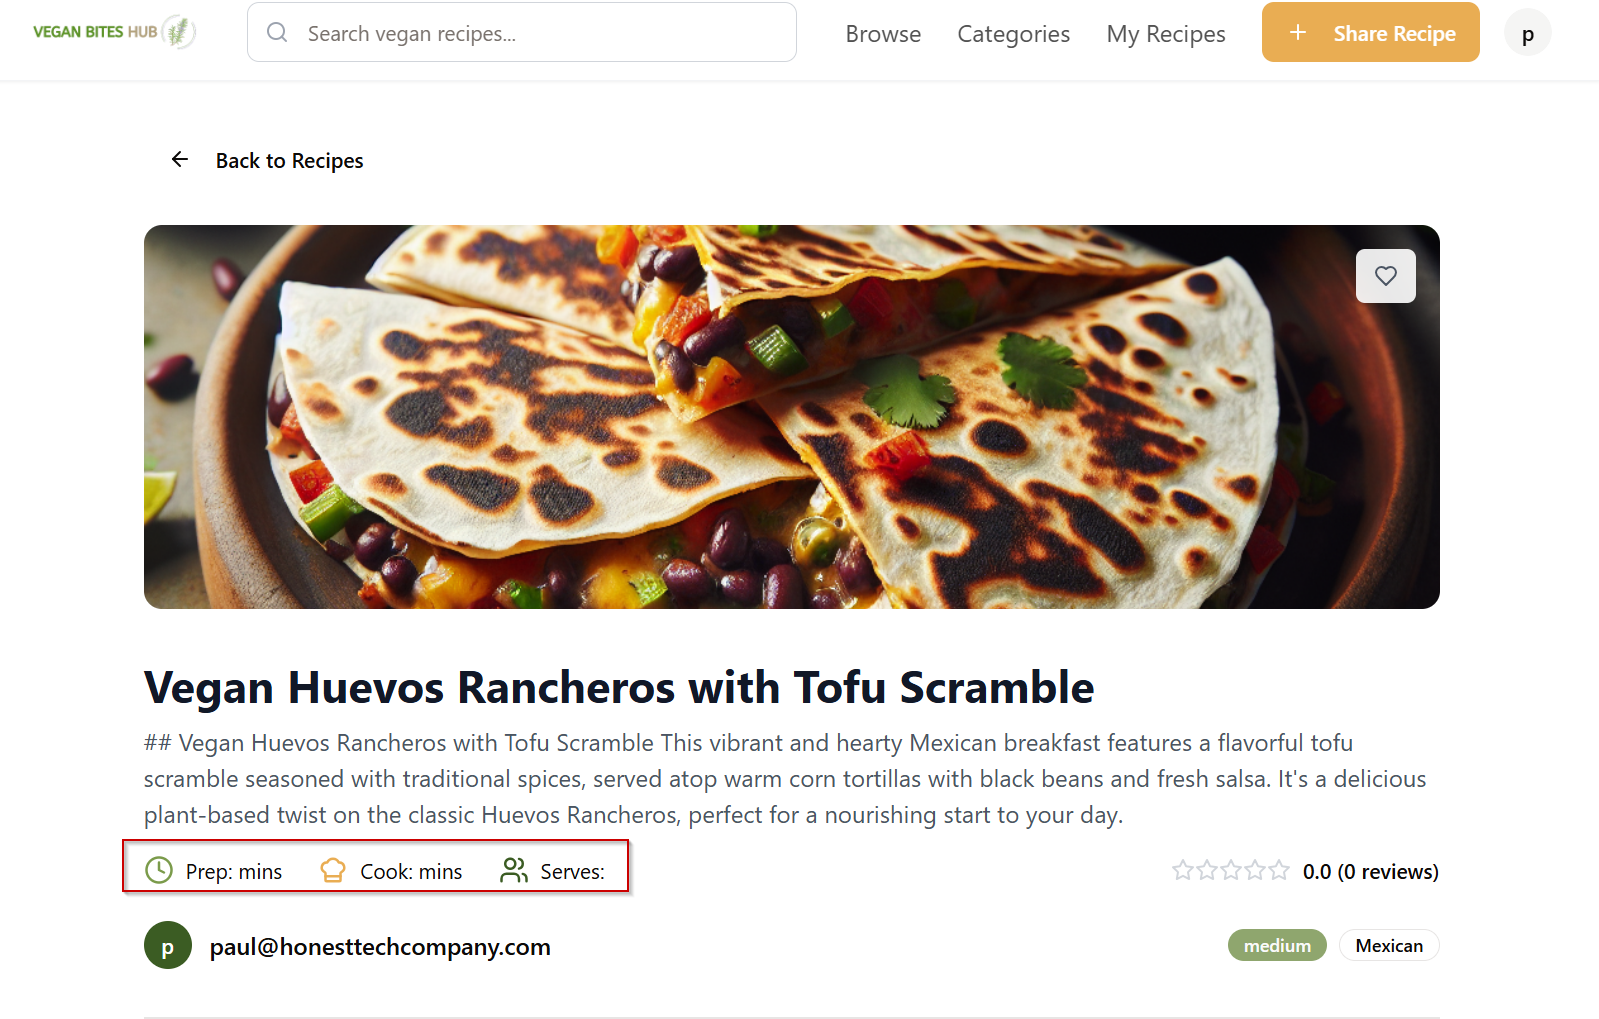 VEGAN BITES HUB
Search vegan recipes...
Browse
Categories
My Recipes
Share Recipe
p
Back to Recipes
Vegan Huevos Rancheros with Tofu Scramble
## Vegan Huevos Rancheros with Tofu Scramble This vibrant and hearty Mexican breakfast features a flavorful tofu
scramble seasoned with traditional spices, served atop warm corn tortillas with black beans and fresh salsa. It's a delicious
plant-based twist on the classic Huevos Rancheros, perfect for a nourishing start to your day.
Prep: mins
Cook: mins
Serves:
0.0 (0 reviews)
p
paul@honesttechcompany.com
medium
Mexican